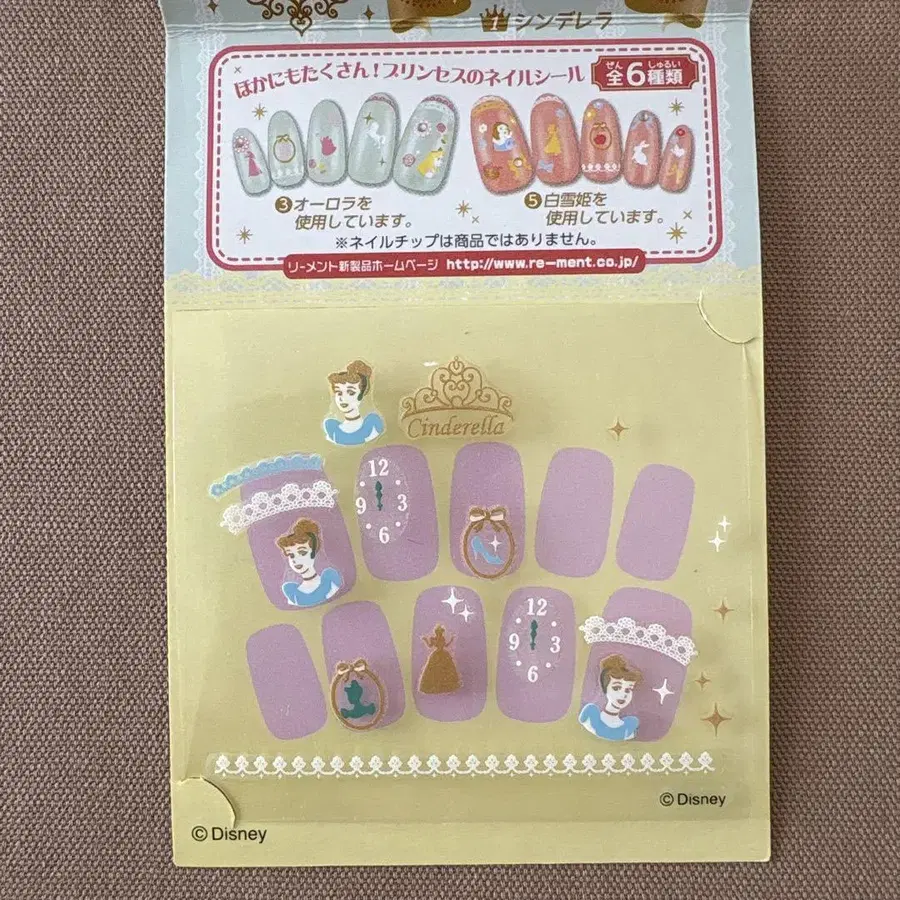 1 シンデレラ
ほかにもたくさん!プリンセスのネイルシール
ぜん しゅるい
全6種類
3 オーロラを
使用しています。
5 白雪姫を
使用しています。
※ネイルチップは商品ではありません。
リーメント新製品ホームページ http://www.re-ment.co.jp/
Cinderella
12
9 3
6
12
9 3
6
© Disney
© Disney